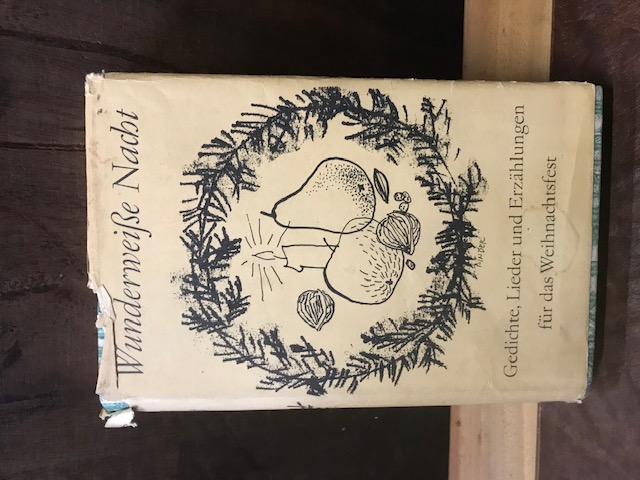 Wunderweiße Nacht
Gedichte, Lieder und Erzählungen
für das Weihnachtsfest